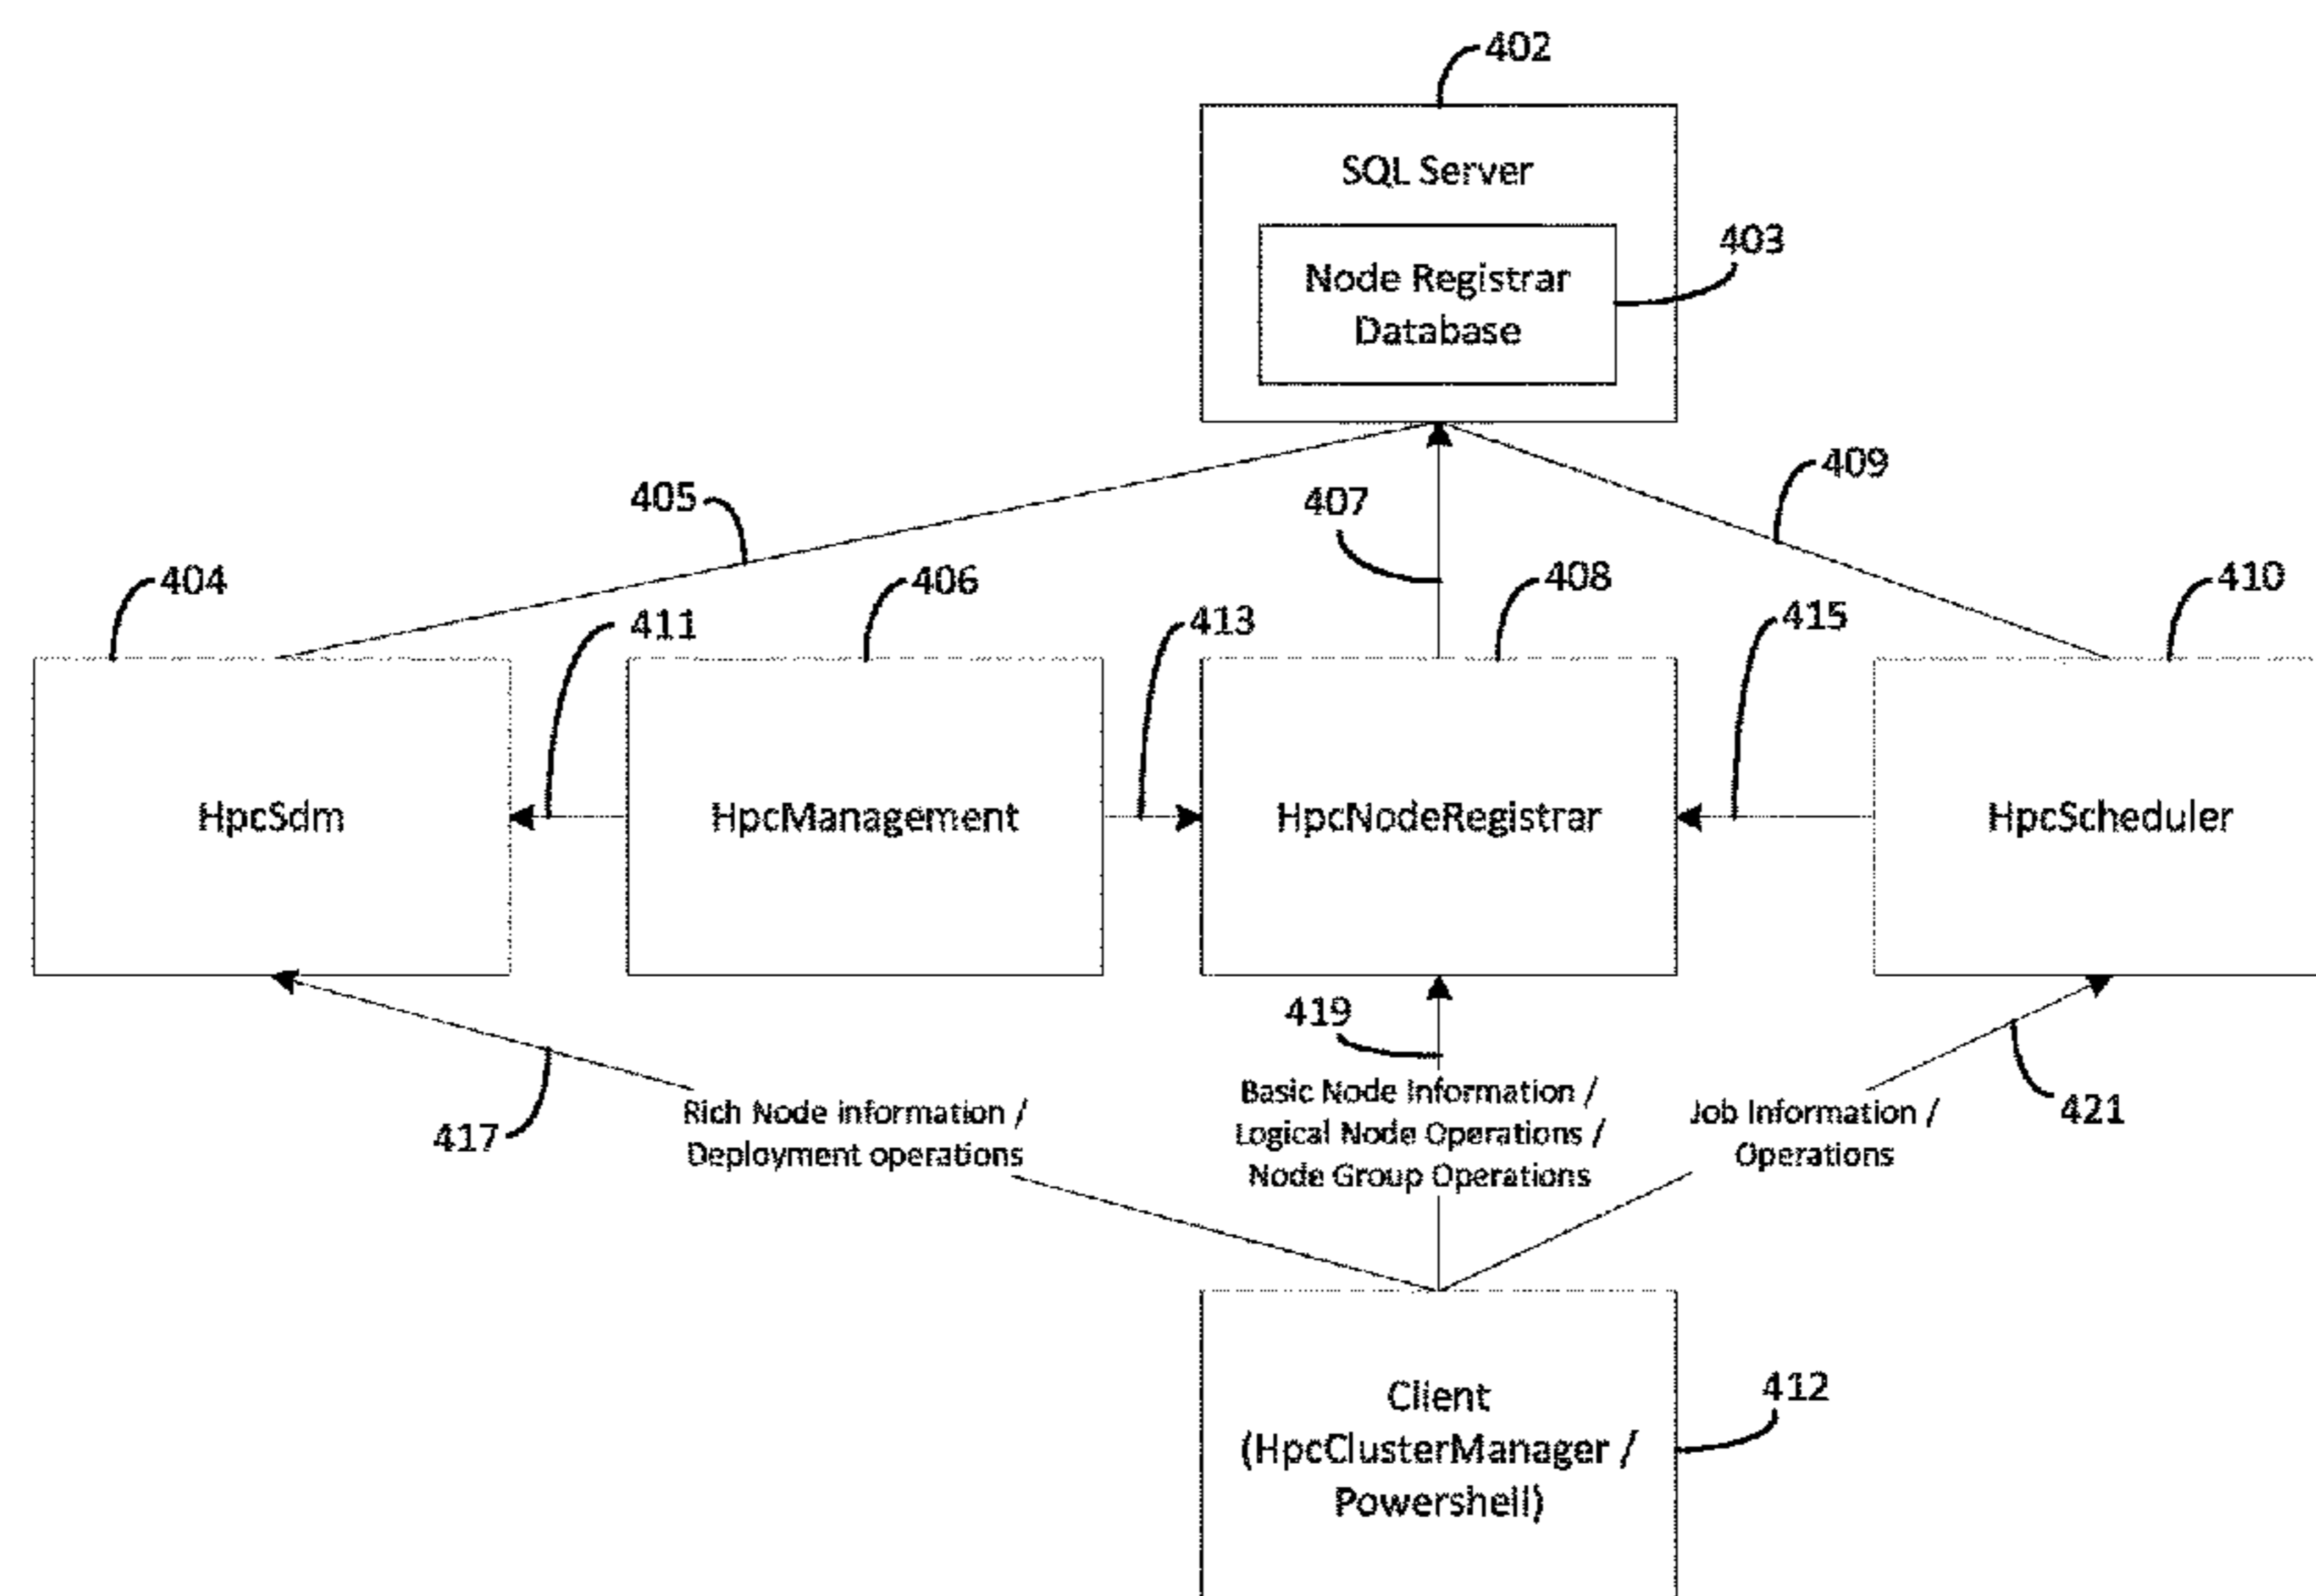 402
SQL Server
403
Node Registrar
Database
409
405
407
404
406
408
410
411
413
415
HpcSdm
HpcManagement
HpcNodeRegistrar
HpcScheduler
419
417
Rich Node information /
Deployment operations
Basic Node Information /
Logical Node Operations /
Node Group Operations
Job Information /
Operations
421
Client
(HpcClusterManager /
Powershell)
412